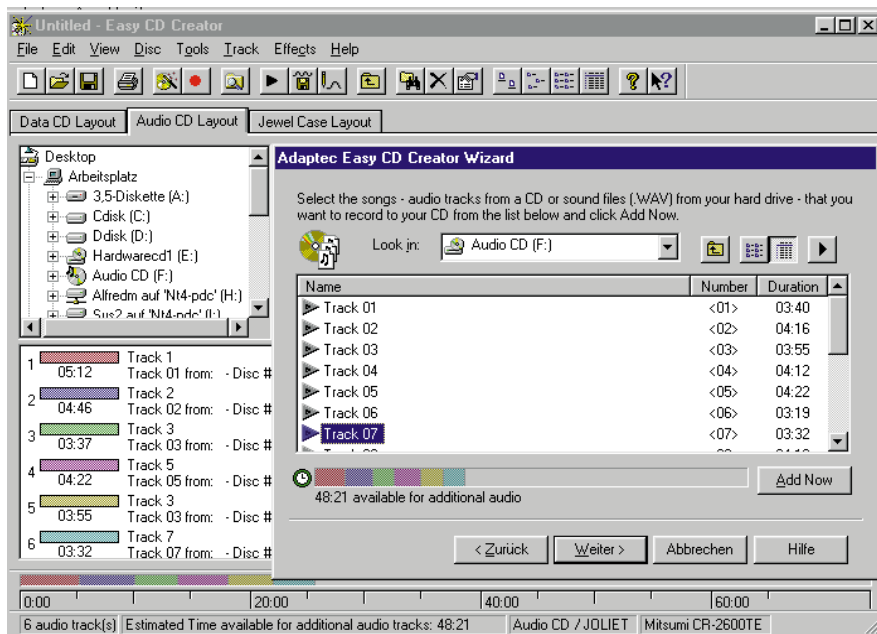 Untitled - Easy CD Creator
File Edit View Disc Tools Track Effects Help
Data CD Layout Audio CD Layout Jewel Case Layout
Desktop
Arbeitsplatz
3,5-Diskette (A:)
Cdisk (C:)
Ddisk (D:)
Hardwarecd1 (E:)
Audio CD (F:)
Alfredm auf 'Nt4-pdc' (H:)
Sus2 auf 'Nt4-pdc' (I:)
1 Track 1
05:12 Track 01 from: - Disc #
2 Track 2
04:46 Track 02 from: - Disc #
3 Track 3
03:37 Track 03 from: - Disc #
4 Track 5
04:22 Track 05 from: - Disc #
5 Track 3
03:55 Track 03 from: - Disc #
6 Track 7
03:32 Track 07 from: - Disc #
Adaptec Easy CD Creator Wizard
Select the songs - audio tracks from a CD or sound files (.WAV) from your hard drive - that you
want to record to your CD from the list below and click Add Now.
Look in: Audio CD (F:)
Name Number Duration
Track 01 <01> 03:40
Track 02 <02> 04:16
Track 03 <03> 03:55
Track 04 <04> 04:12
Track 05 <05> 04:22
Track 06 <06> 03:19
Track 07 <07> 03:32
48:21 available for additional audio
Add Now
< Zurück Weiter > Abbrechen Hilfe
0:00 20:00 40:00 60:00
6 audio track(s) Estimated Time available for additional audio tracks: 48:21 Audio CD / JOLIET Mitsumi CR-2600TE